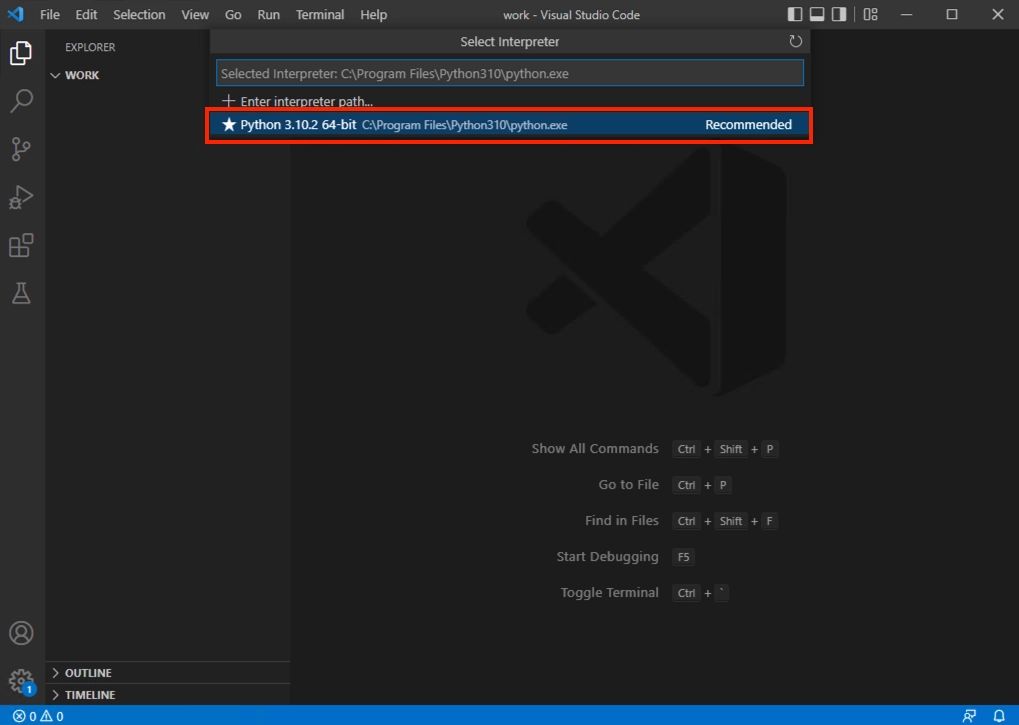 File Edit Selection View Go Run Terminal Help work - Visual Studio Code
EXPLORER
WORK
Select Interpreter
Selected Interpreter: C:\Program Files\Python310\python.exe
Enter interpreter path...
Python 3.10.2 64-bit C:\Program Files\Python310\python.exe Recommended
Show All Commands Ctrl + Shift + P
Go to File Ctrl + P
Find in Files Ctrl + Shift + F
Start Debugging F5
Toggle Terminal Ctrl + `
OUTLINE
1
TIMELINE
0 0